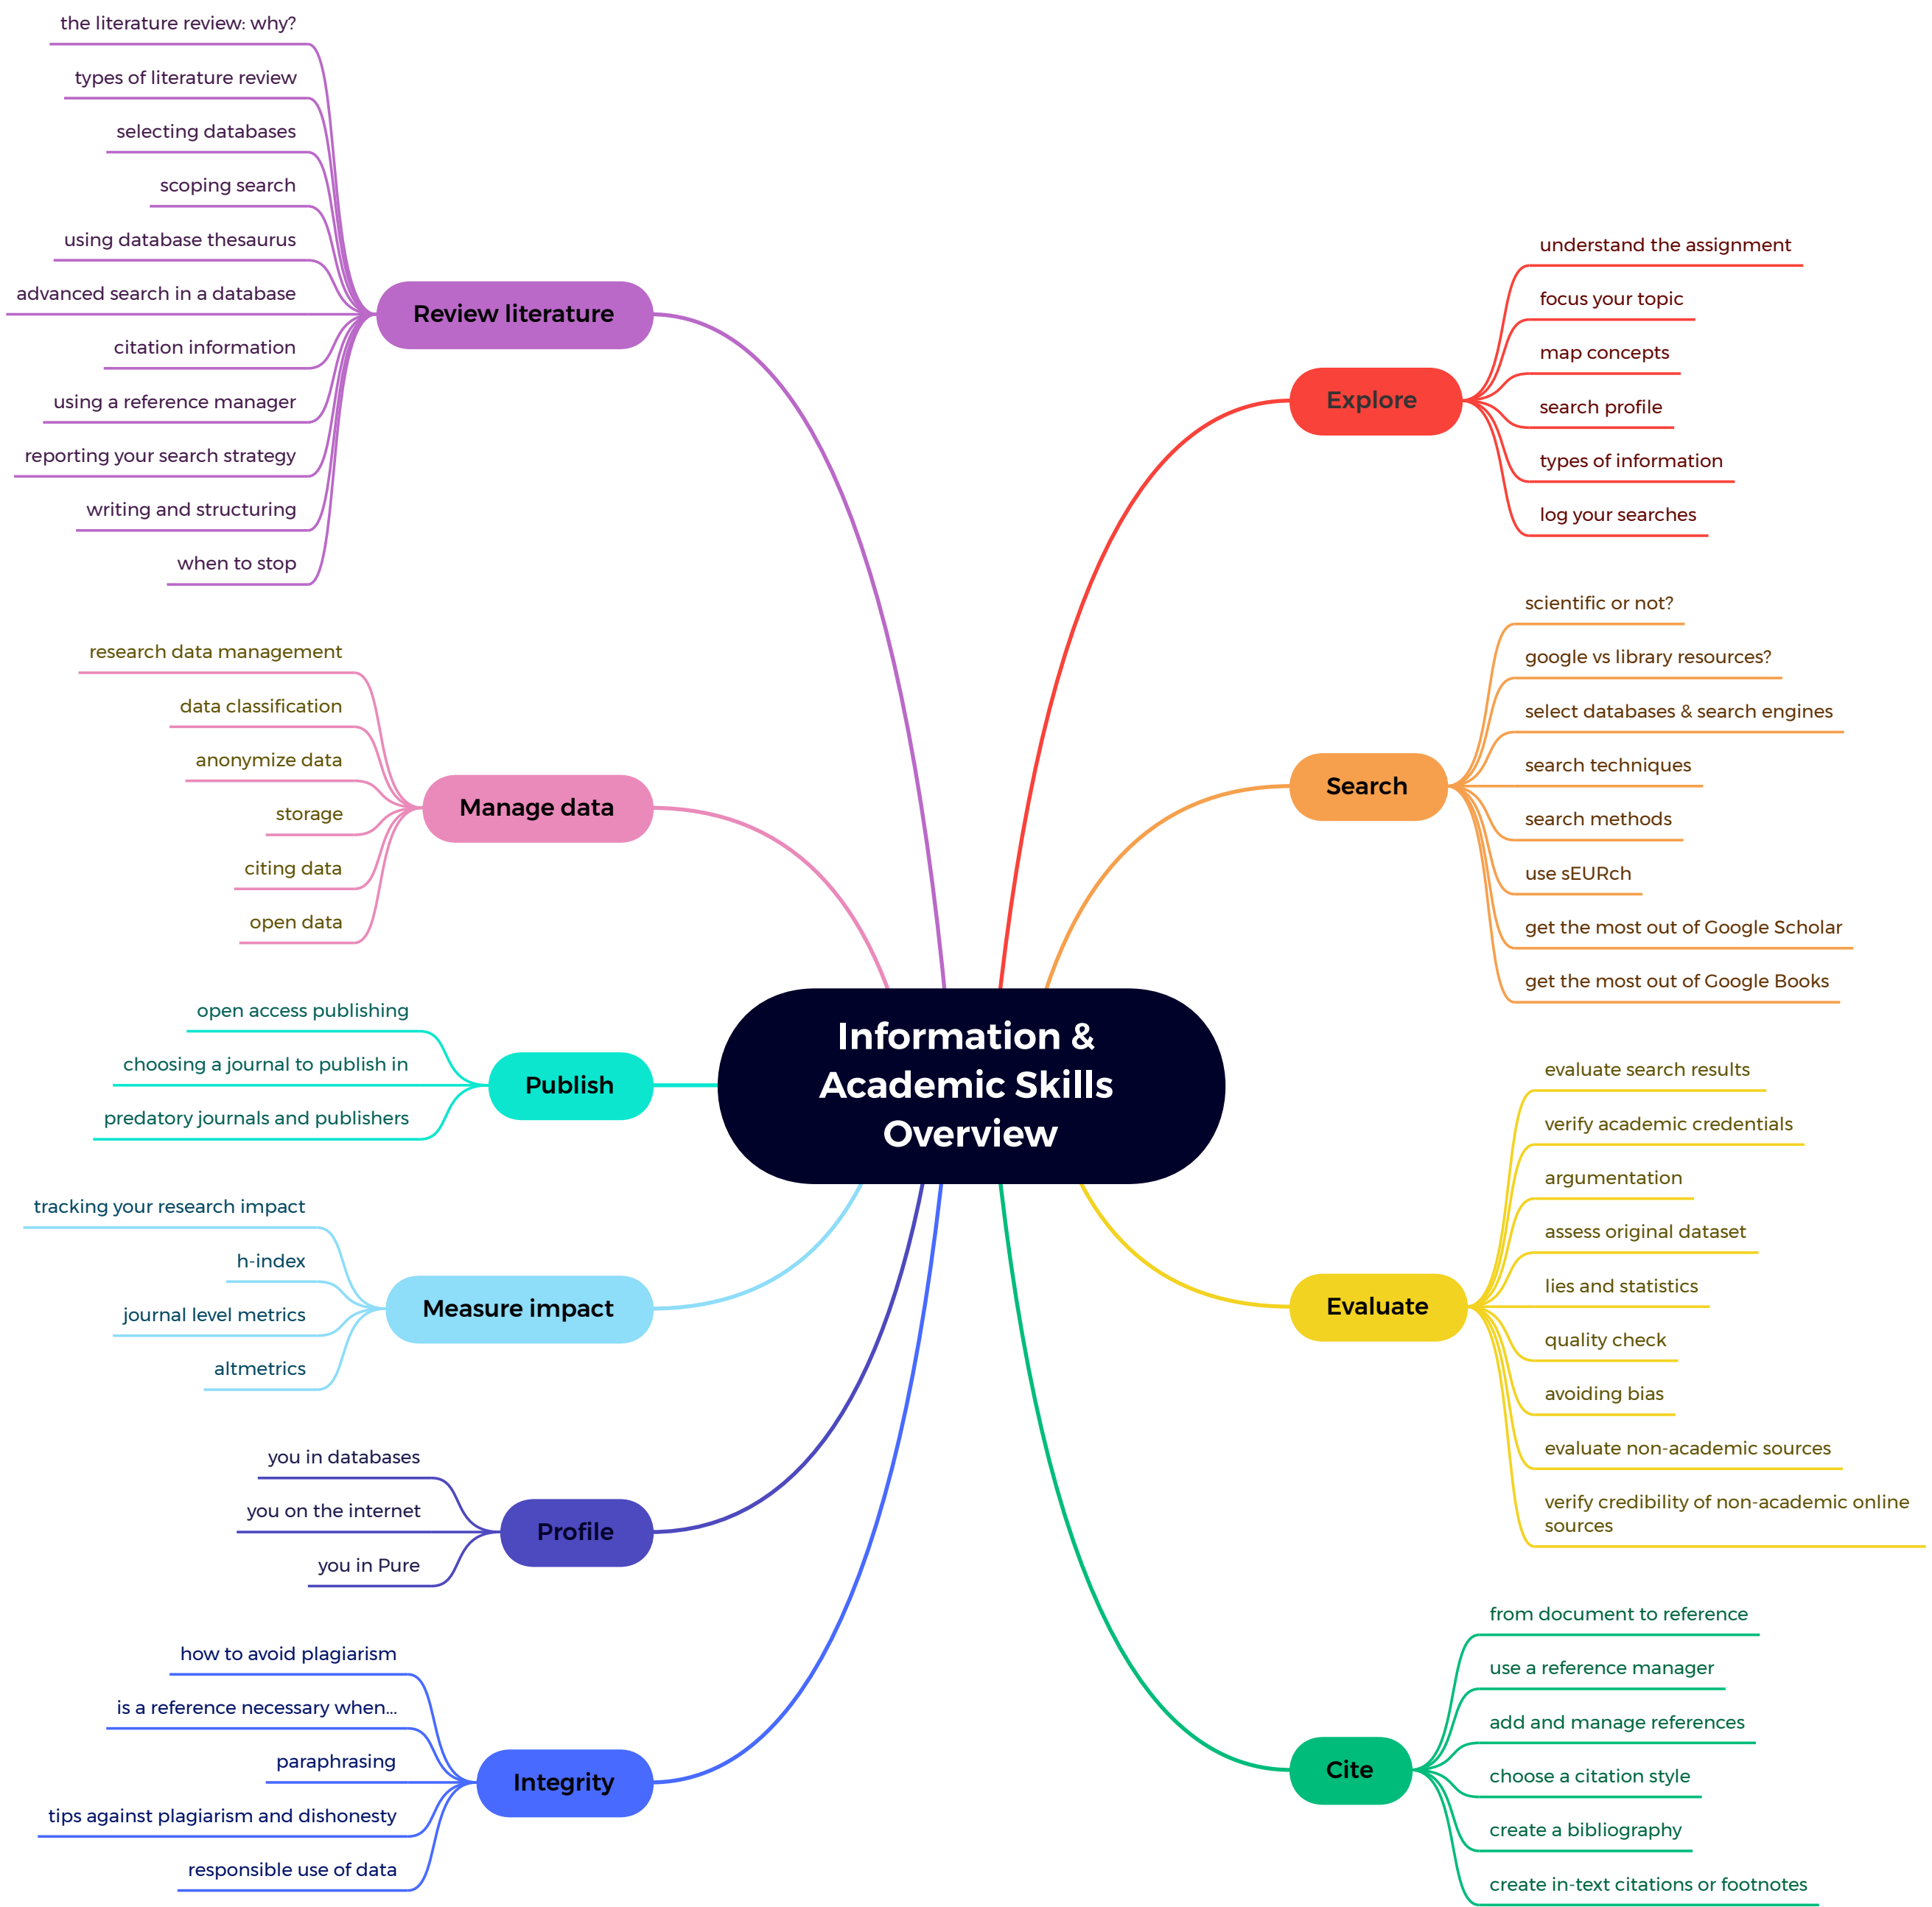 Information &
Academic Skills
Overview
Explore
understand the assignment
focus your topic
map concepts
search profile
types of information
log your searches
Search
scientific or not?
google vs library resources?
select databases & search engines
search techniques
search methods
use sEURch
get the most out of Google Scholar
get the most out of Google Books
Evaluate
evaluate search results
verify academic credentials
argumentation
assess original dataset
lies and statistics
quality check
avoiding bias
evaluate non-academic sources
verify credibility of non-academic online
sources
Cite
from document to reference
use a reference manager
add and manage references
choose a citation style
create a bibliography
create in-text citations or footnotes
Review literature
the literature review: why?
types of literature review
selecting databases
scoping search
using database thesaurus
advanced search in a database
citation information
using a reference manager
reporting your search strategy
writing and structuring
when to stop
Manage data
research data management
data classification
anonymize data
storage
citing data
open data
Publish
open access publishing
choosing a journal to publish in
predatory journals and publishers
Measure impact
tracking your research impact
h-index
journal level metrics
altmetrics
Profile
you in databases
you on the internet
you in Pure
Integrity
how to avoid plagiarism
is a reference necessary when...
paraphrasing
tips against plagiarism and dishonesty
responsible use of data